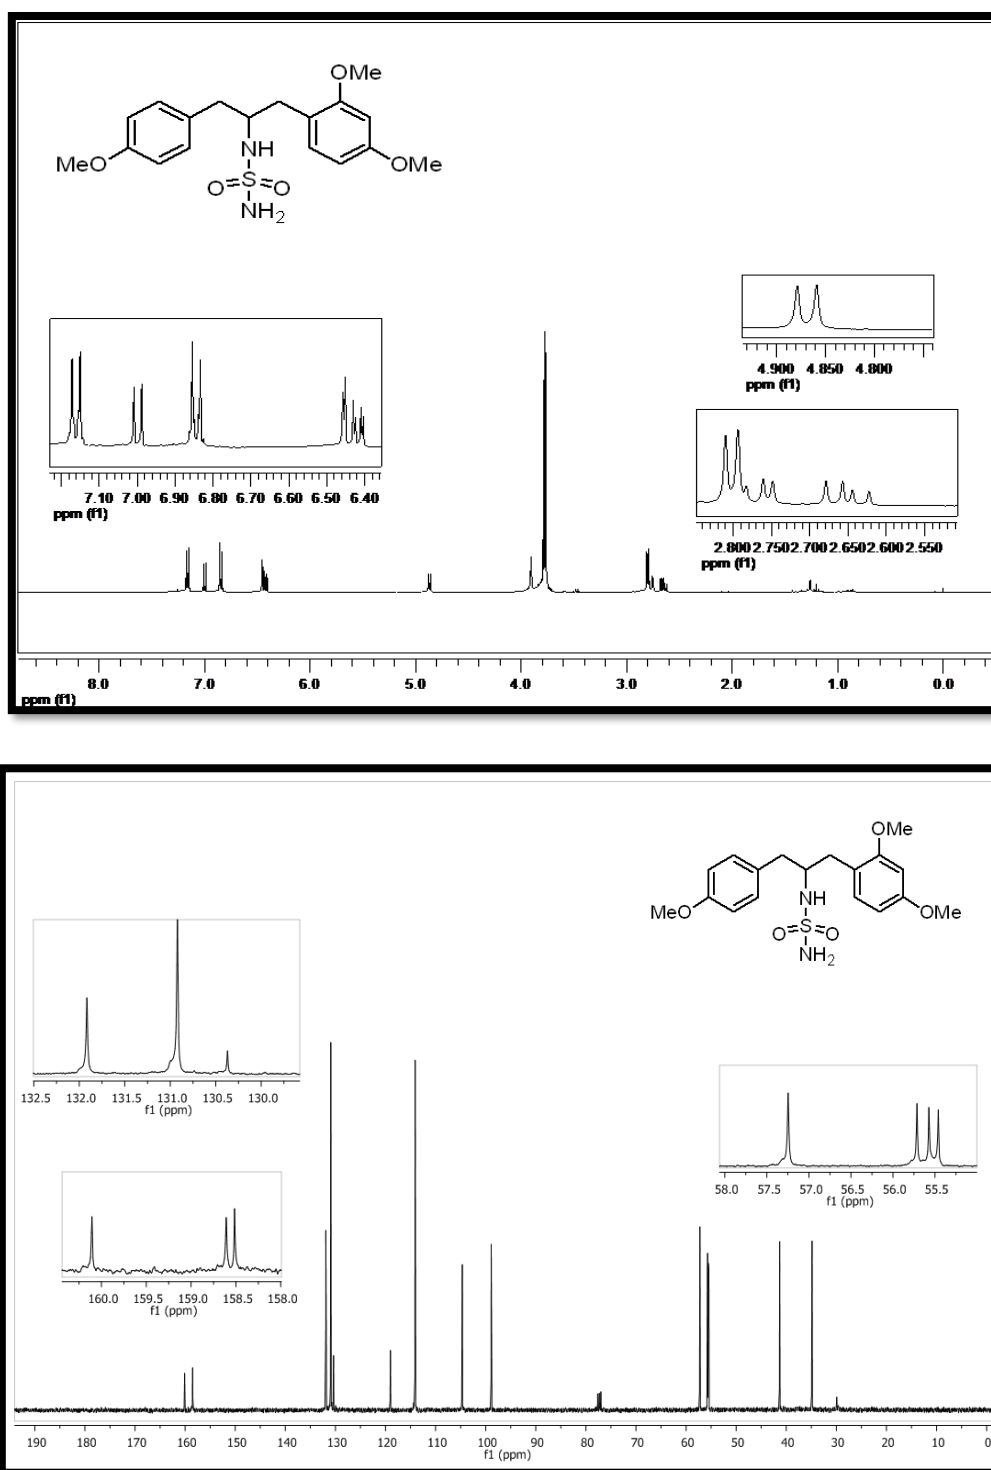 OMe
NH
MeO
OMe
O=S=O
NH2
4.900 4.850 4.800
ppm (f1)
7.10 7.00 6.90 6.80 6.70 6.60 6.50 6.40
ppm (f1)
2.800 2.750 2.700 2.650 2.600 2.550
ppm (f1)
8.0 7.0 6.0 5.0 4.0 3.0 2.0 1.0 0.0
ppm (f1)
OMe
NH
MeO
OMe
O=S=O
NH2
132.5 132.0 131.5 131.0 130.5 130.0
f1 (ppm)
58.0 57.5 57.0 56.5 56.0 55.5
f1 (ppm)
160.0 159.5 159.0 158.5 158.0
f1 (ppm)
190 180 170 160 150 140 130 120 110 100 90 80 70 60 50 40 30 20 10 0
f1 (ppm)